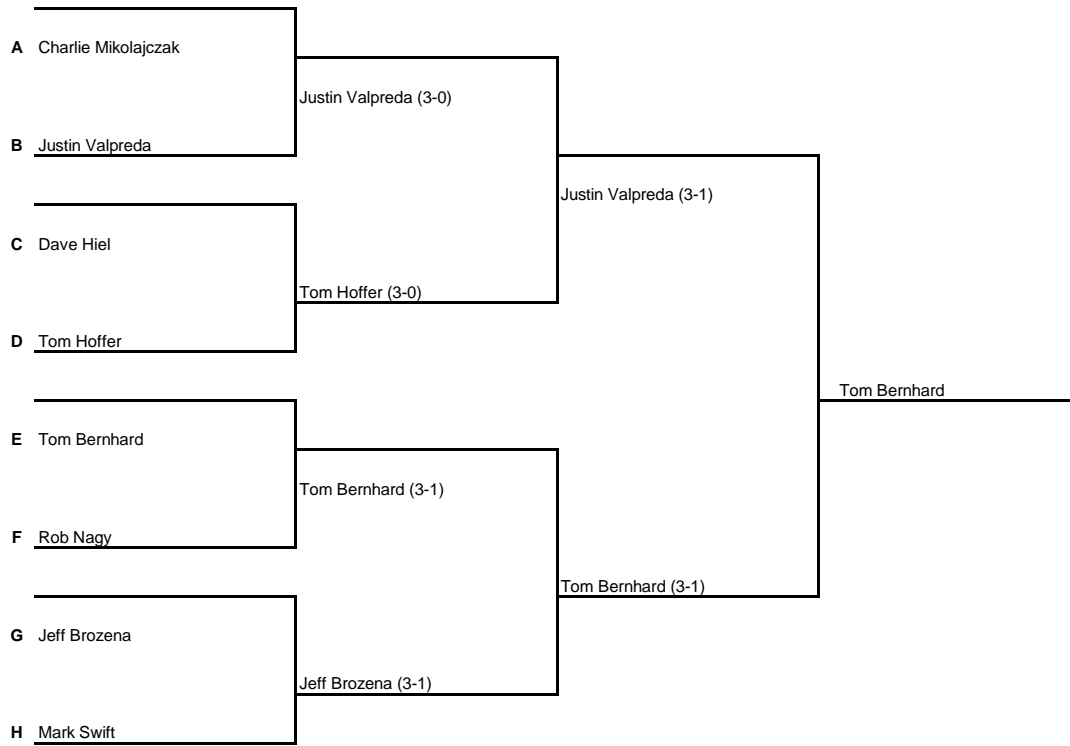 A Charlie Mikolajczak
Justin Valpreda (3-0)
B Justin Valpreda
Justin Valpreda (3-1)
C Dave Hiel
Tom Hoffer (3-0)
D Tom Hoffer
Tom Bernhard
E Tom Bernhard
Tom Bernhard (3-1)
F Rob Nagy
Tom Bernhard (3-1)
G Jeff Brozena
Jeff Brozena (3-1)
H Mark Swift